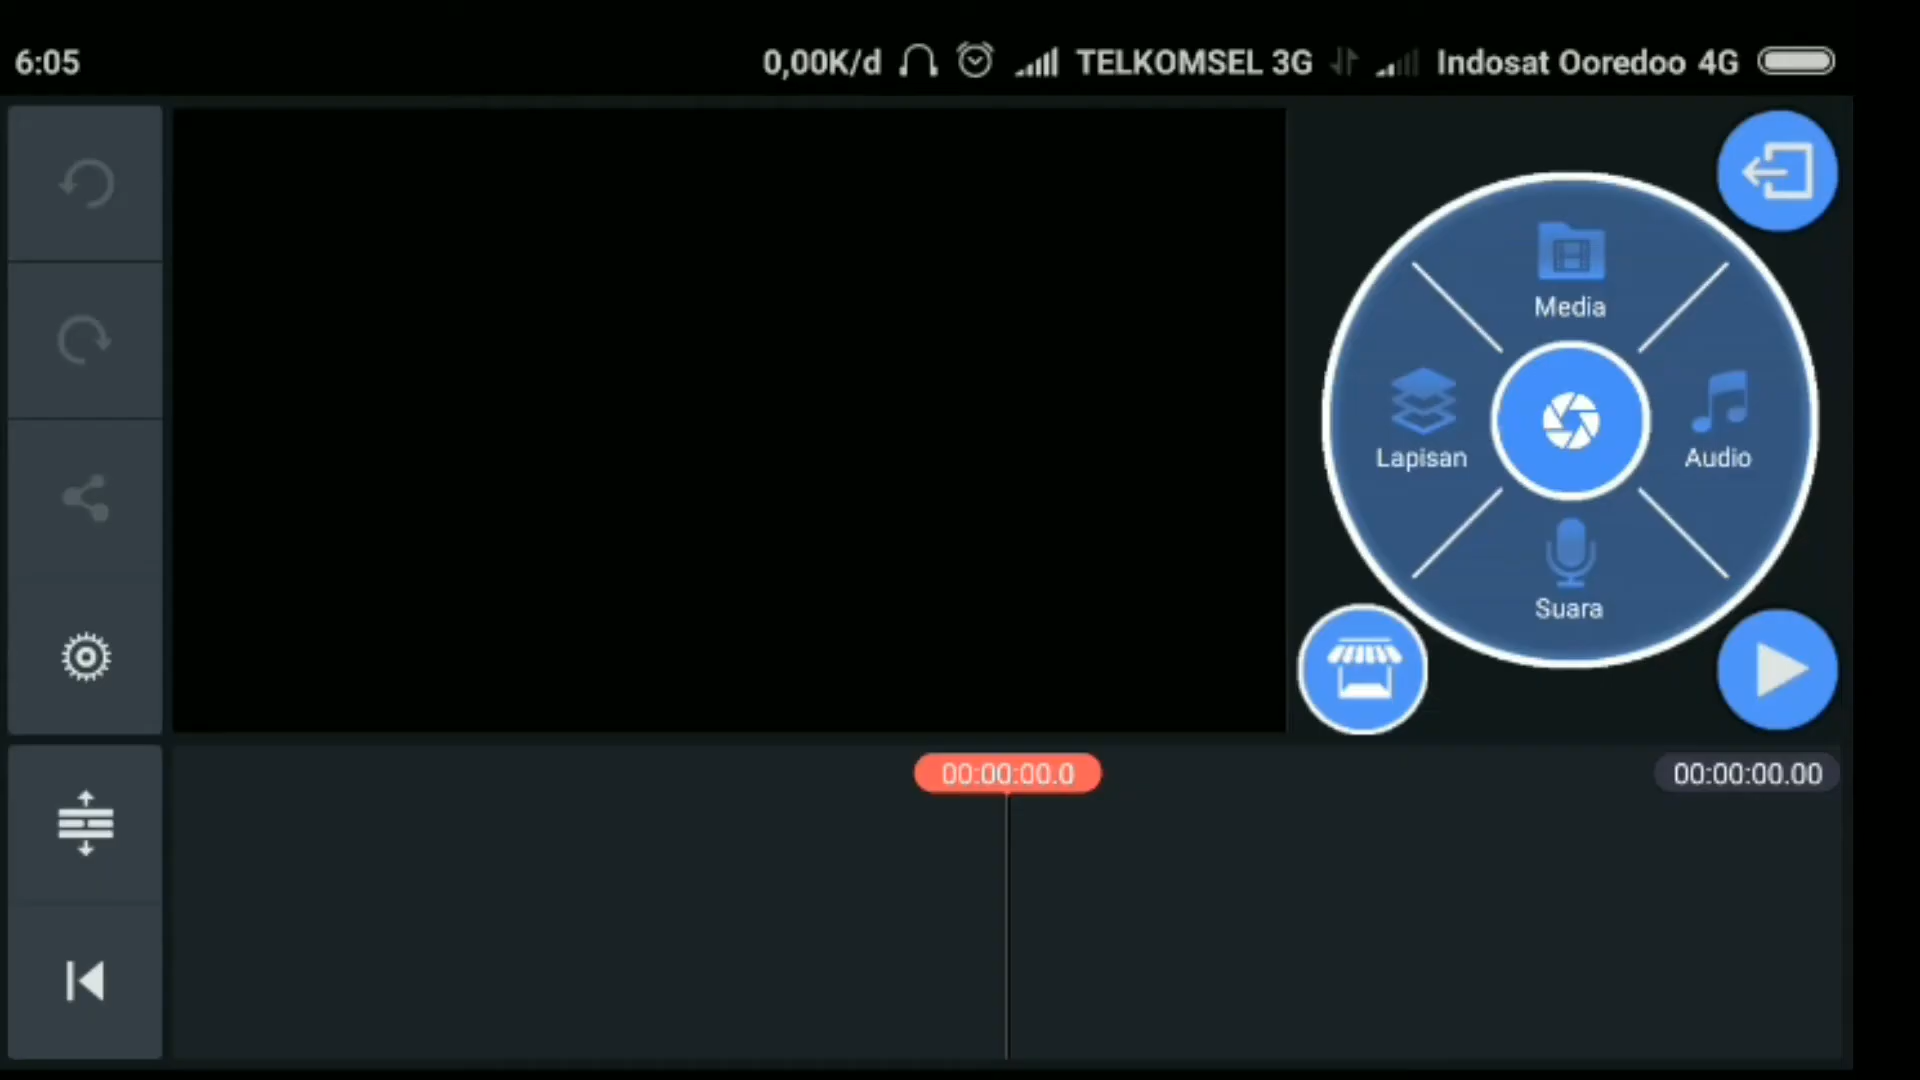 6:05 0,00K/d TELKOMSEL 3G Indosat Ooredoo 4G
Media
Lapisan
Audio
Suara
00:00:00.0
00:00:00.00